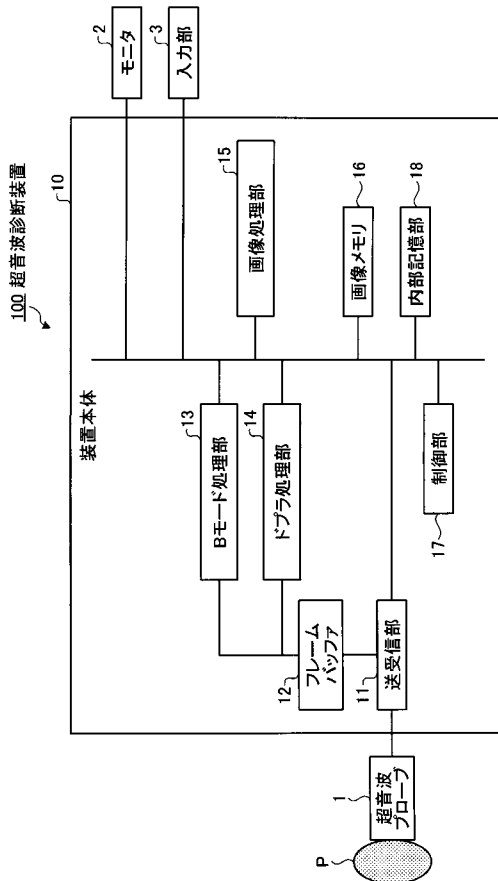 100 超音波診断装置
10
装置本体
P
1
超音波
プローブ
11
送受信部
12
フレーム
バッファ
13
Bモード処理部
14
ドプラ処理部
15
画像処理部
16
画像メモリ
17
制御部
18
内部記憶部
2
モニタ
3
入力部